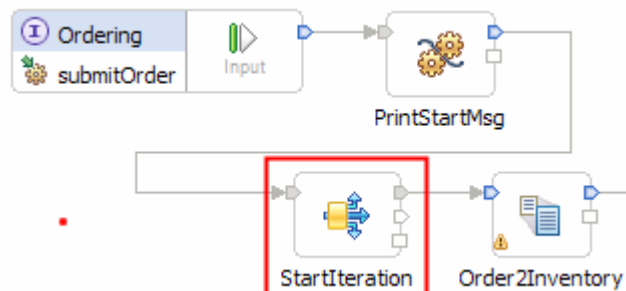 Ordering
submitOrder
Input
PrintStartMsg
StartIteration
Order2Inventory